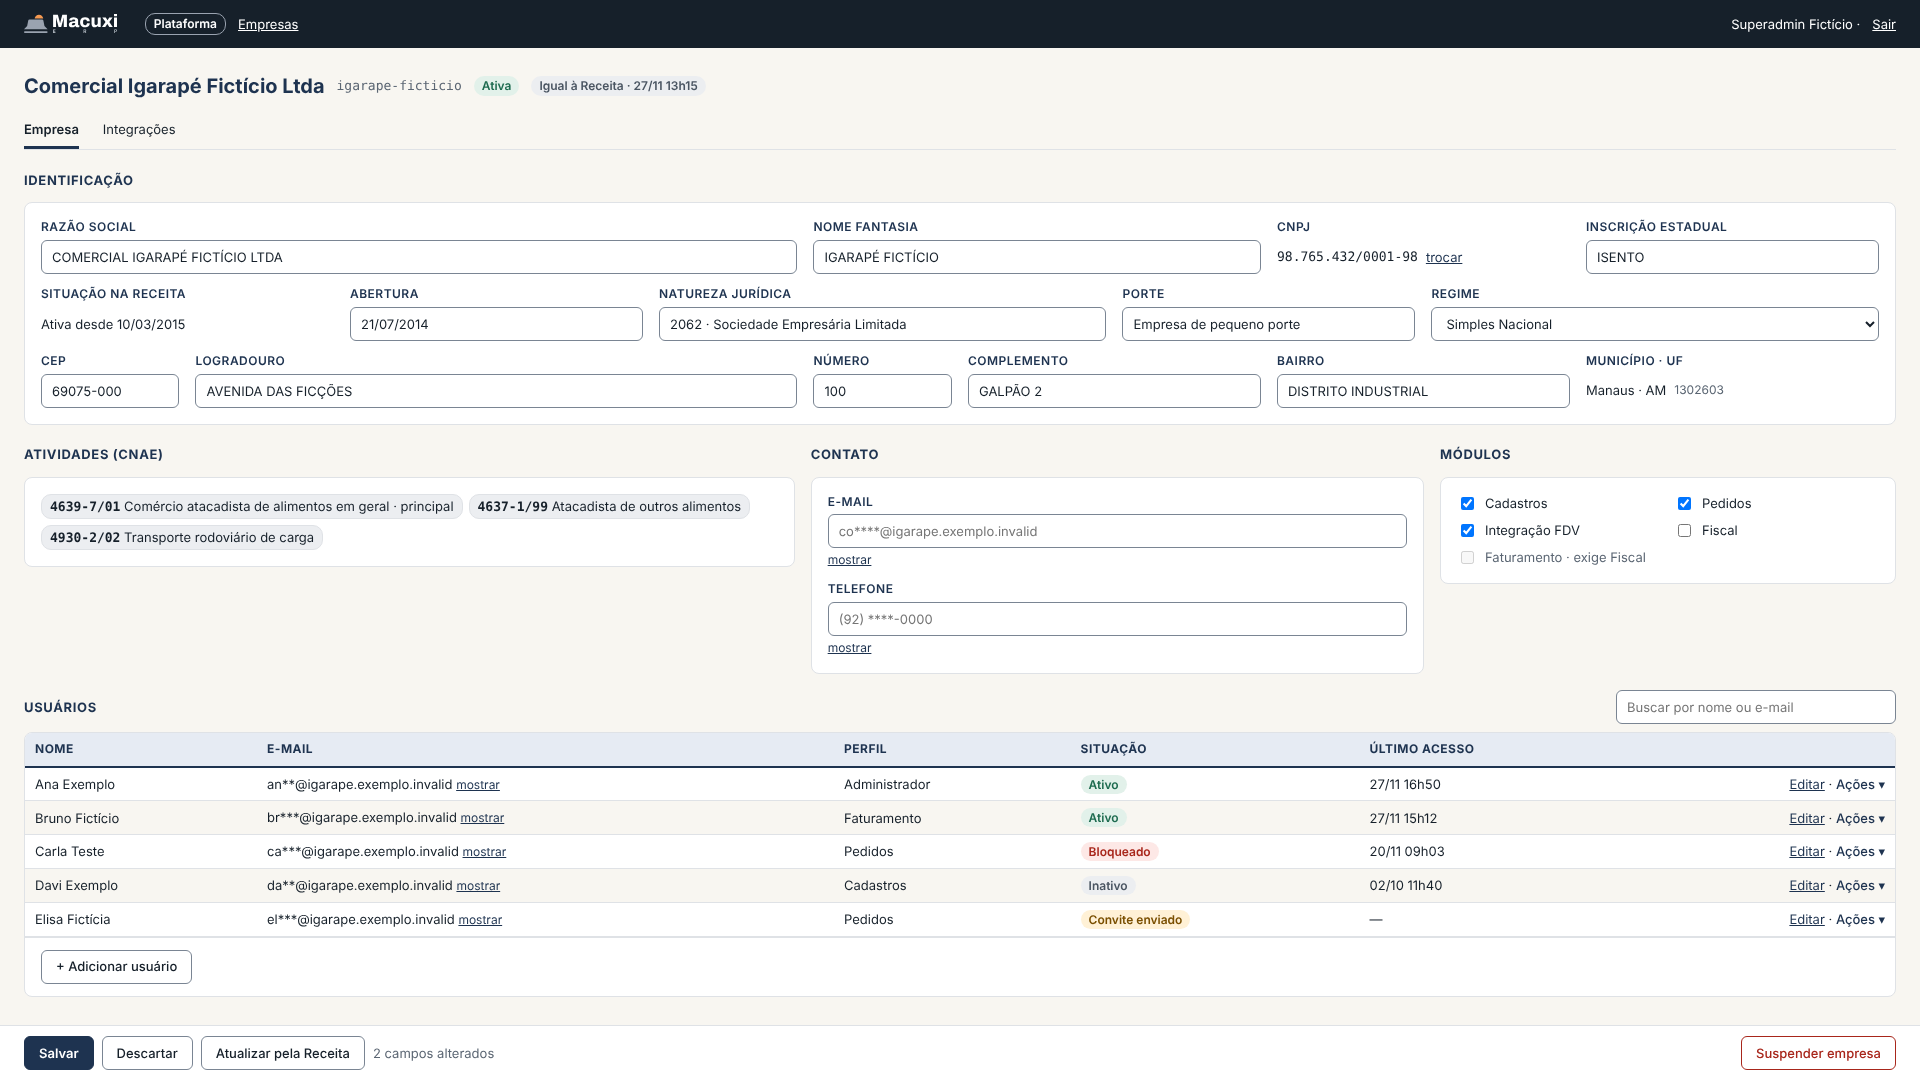 Macuxi
E R P
Plataforma
Empresas
Superadmin Fictício ·
Sair
Comercial Igarapé Fictício Ltda
igarape-ficticio
Ativa
Igual à Receita · 27/11 13h15
Empresa
Integrações
IDENTIFICAÇÃO
RAZÃO SOCIAL
COMERCIAL IGARAPÉ FICTÍCIO LTDA
NOME FANTASIA
IGARAPÉ FICTÍCIO
CNPJ
98.765.432/0001-98 trocar
INSCRIÇÃO ESTADUAL
ISENTO
SITUAÇÃO NA RECEITA
Ativa desde 10/03/2015
ABERTURA
21/07/2014
NATUREZA JURÍDICA
2062 · Sociedade Empresária Limitada
PORTE
Empresa de pequeno porte
REGIME
Simples Nacional
CEP
69075-000
LOGRADOURO
AVENIDA DAS FICÇÕES
NÚMERO
100
COMPLEMENTO
GALPÃO 2
BAIRRO
DISTRITO INDUSTRIAL
MUNICÍPIO · UF
Manaus · AM 1302603
ATIVIDADES (CNAE)
4639-7/01 Comércio atacadista de alimentos em geral · principal
4637-1/99 Atacadista de outros alimentos
4930-2/02 Transporte rodoviário de carga
CONTATO
E-MAIL
co****@igarape.exemplo.invalid
mostrar
TELEFONE
(92) ****-0000
mostrar
MÓDULOS
Cadastros
Pedidos
Integração FDV
Fiscal
Faturamento · exige Fiscal
USUÁRIOS
Buscar por nome ou e-mail
NOME E-MAIL PERFIL SITUAÇÃO ÚLTIMO ACESSO
Ana Exemplo an**@igarape.exemplo.invalid mostrar Administrador Ativo 27/11 16h50 Editar · Ações ▾
Bruno Fictício br***@igarape.exemplo.invalid mostrar Faturamento Ativo 27/11 15h12 Editar · Ações ▾
Carla Teste ca***@igarape.exemplo.invalid mostrar Pedidos Bloqueado 20/11 09h03 Editar · Ações ▾
Davi Exemplo da**@igarape.exemplo.invalid mostrar Cadastros Inativo 02/10 11h40 Editar · Ações ▾
Elisa Fictícia el***@igarape.exemplo.invalid mostrar Pedidos Convite enviado — Editar · Ações ▾
+ Adicionar usuário
Salvar
Descartar
Atualizar pela Receita
2 campos alterados
Suspender empresa